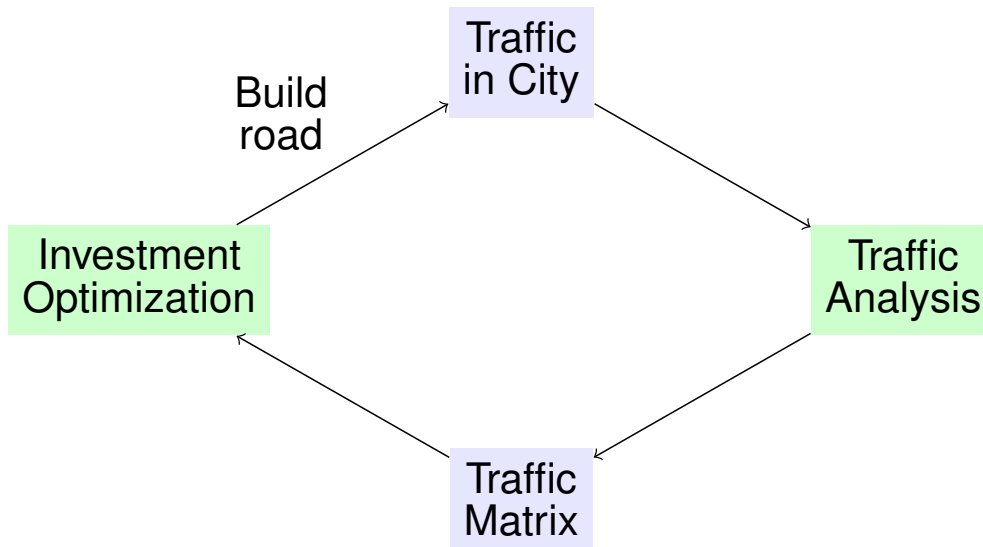 Traffic
in City
Build
road
Investment
Optimization
Traffic
Analysis
Traffic
Matrix